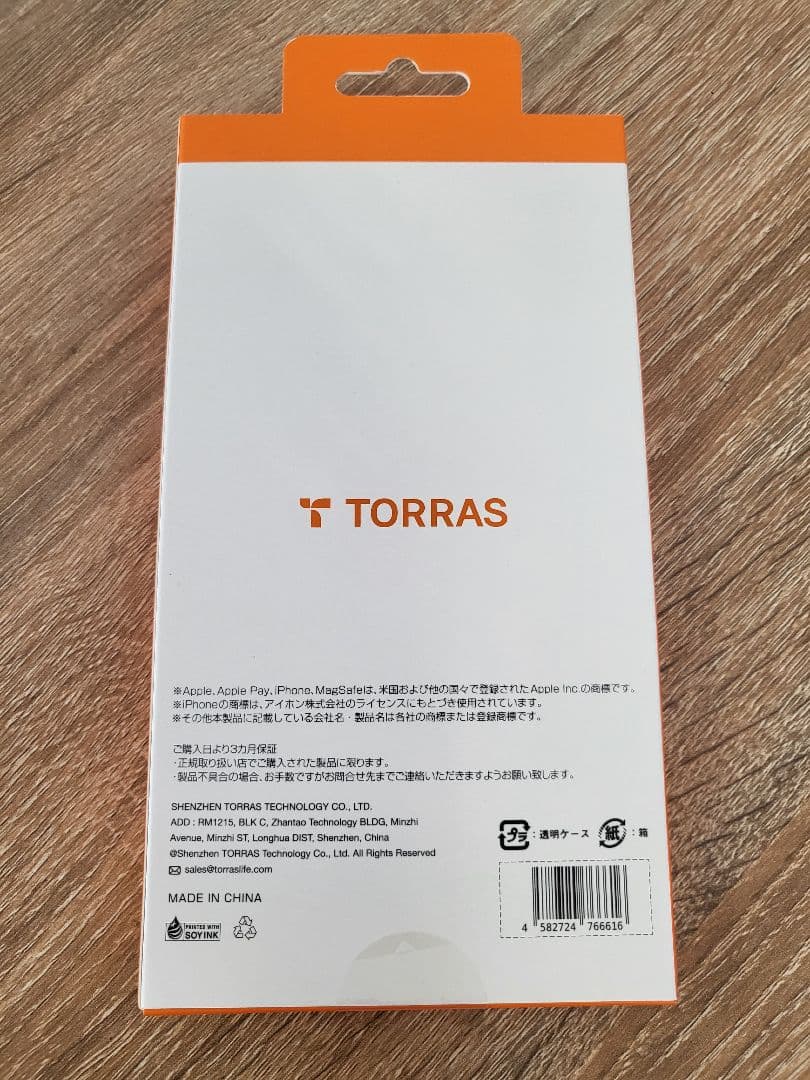 TORRAS
※Apple、Apple Pay、iPhone、MagSafeは、米国および他の国々で登録されたApple Inc.の商標です。
※iPhoneの商標は、アイホン株式会社のライセンスにもとづき使用されています。
※その他本製品に記載している会社名・製品名は各社の商標または登録商標です。
ご購入日より3カ月保証
・正規取り扱い店でご購入された製品に限ります。
・製品不具合の場合、お手数ですがお問合せ先までご連絡いただきますようお願い致します。
SHENZHEN TORRAS TECHNOLOGY CO., LTD.
ADD : RM1215, BLK C, Zhantao Technology BLDG, Minzhi
Avenue, Minzhi ST, Longhua DIST, Shenzhen, China
@Shenzhen TORRAS Technology Co., Ltd. All Rights Reserved
sales@torraslife.com
MADE IN CHINA
PRINTED WITH
SOY INK
プラ : 透明ケース 紙 : 箱
4 582724 766616